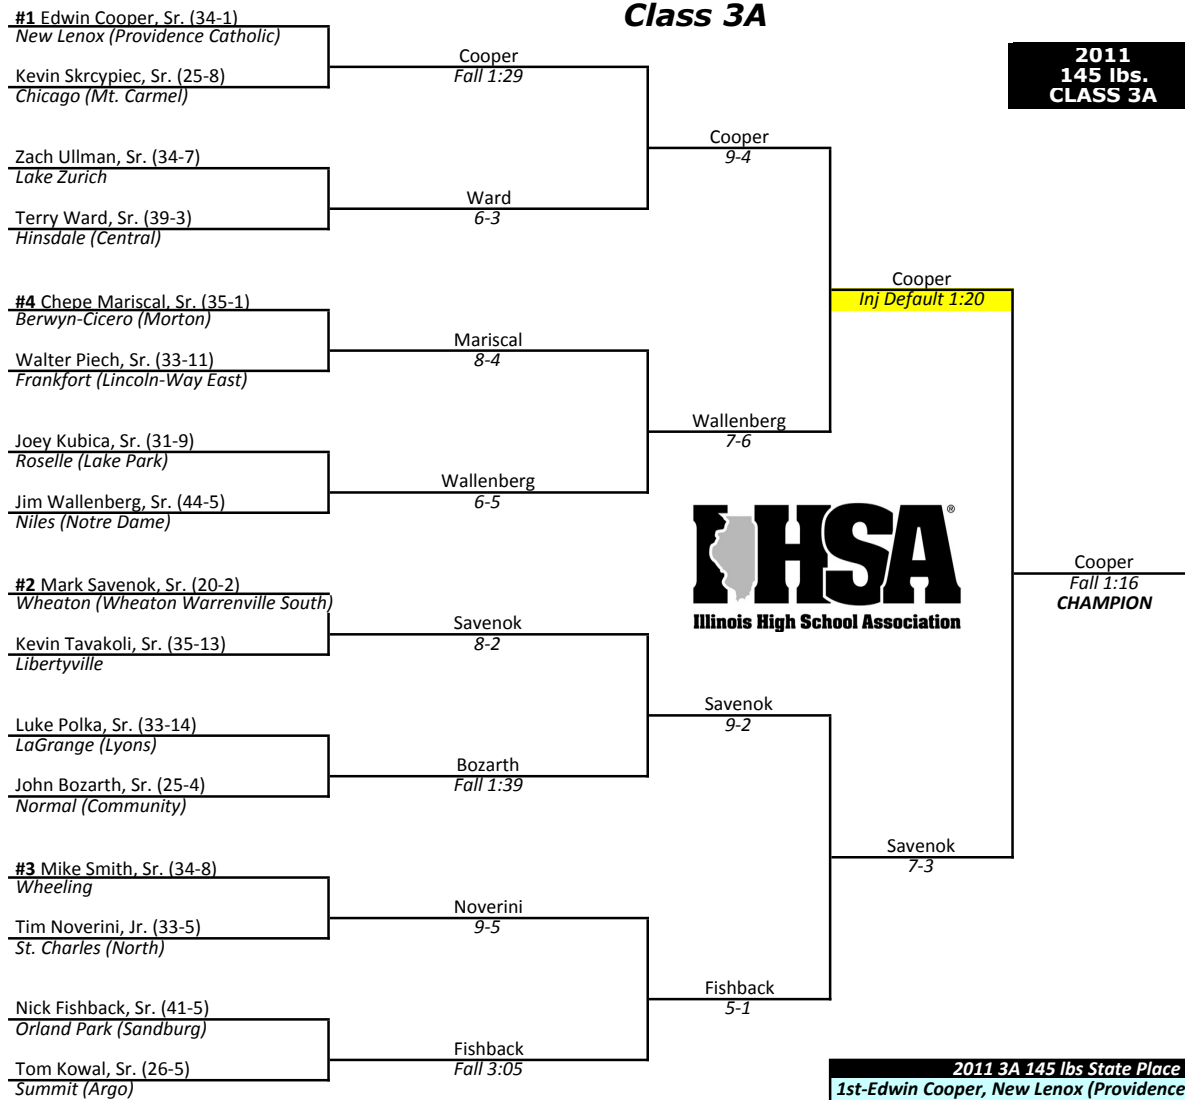 Class 3A
2011
145 lbs.
CLASS 3A
#1 Edwin Cooper, Sr. (34-1)
New Lenox (Providence Catholic)
Kevin Skrcypiec, Sr. (25-8)
Chicago (Mt. Carmel)
Cooper
Fall 1:29
Zach Ullman, Sr. (34-7)
Lake Zurich
Terry Ward, Sr. (39-3)
Hinsdale (Central)
Ward
6-3
Cooper
9-4
#4 Chepe Mariscal, Sr. (35-1)
Berwyn-Cicero (Morton)
Walter Piech, Sr. (33-11)
Frankfort (Lincoln-Way East)
Mariscal
8-4
Joey Kubica, Sr. (31-9)
Roselle (Lake Park)
Jim Wallenberg, Sr. (44-5)
Niles (Notre Dame)
Wallenberg
6-5
Wallenberg
7-6
Cooper
Inj Default 1:20
IHSA®
Illinois High School Association
Cooper
Fall 1:16
CHAMPION
#2 Mark Savenok, Sr. (20-2)
Wheaton (Wheaton Warrenville South)
Kevin Tavakoli, Sr. (35-13)
Libertyville
Savenok
8-2
Luke Polka, Sr. (33-14)
LaGrange (Lyons)
John Bozarth, Sr. (25-4)
Normal (Community)
Bozarth
Fall 1:39
Savenok
9-2
#3 Mike Smith, Sr. (34-8)
Wheeling
Tim Noverini, Jr. (33-5)
St. Charles (North)
Noverini
9-5
Nick Fishback, Sr. (41-5)
Orland Park (Sandburg)
Tom Kowal, Sr. (26-5)
Summit (Argo)
Fishback
Fall 3:05
Fishback
5-1
Savenok
7-3
2011 3A 145 lbs State Place
1st-Edwin Cooper, New Lenox (Providence